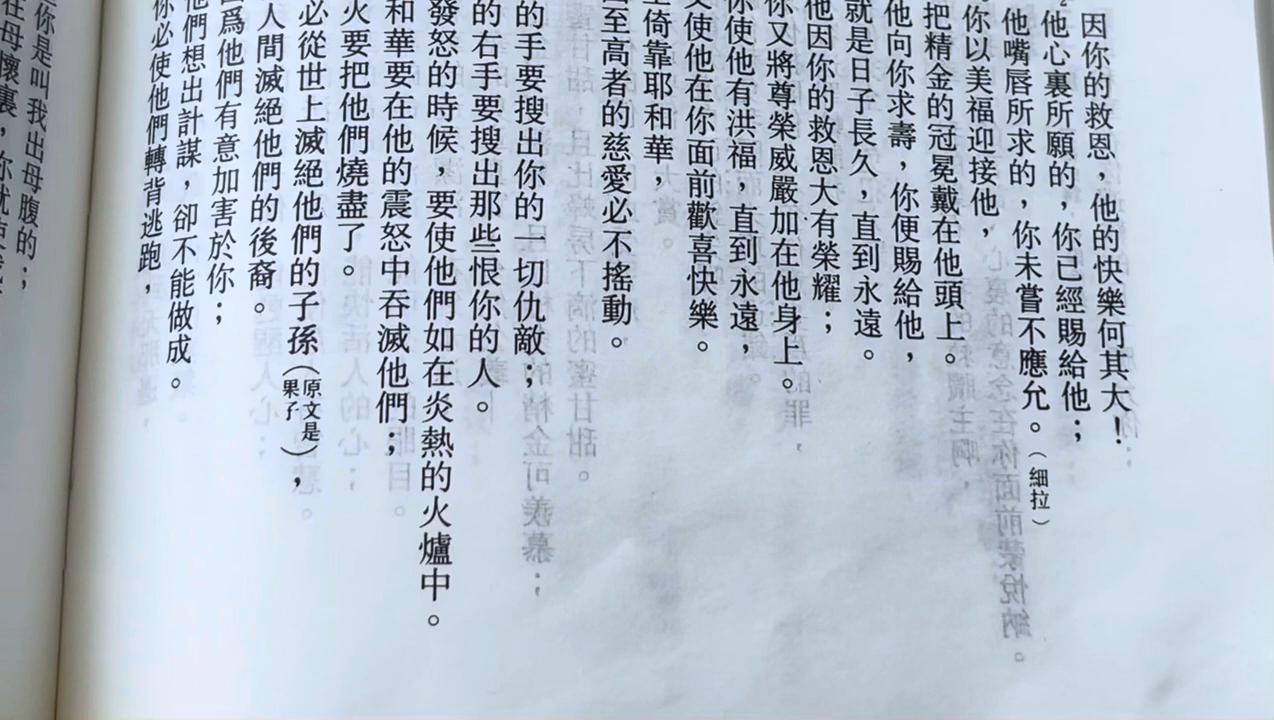 因你的救恩，他的快樂何其大！
他心裏所願的，你已經賜給他；
他嘴唇所求的，你未嘗不應允。（細拉）
你以美福迎接他，
把精金的冠冕戴在他頭上。
他向你求壽，你便賜給他，
就是日子長久，直到永遠。
他因你的救恩大有榮耀；
你又將尊榮威嚴加在他身上。
你使他有洪福，直到永遠，
又使他在你面前歡喜快樂。
倚靠耶和華，
至高者的慈愛必不搖動。
的手要搜出你的一切仇敵；
的右手要搜出那些恨你的人。
發怒的時候，要使他們如在炎熱的火爐中。
和華要在他的震怒中吞滅他們；
火要把他們燒盡了。
必從世上滅絕他們的子孫（原文是果子），
人間滅絕他們的後裔。
爲他們有意加害於你；
他們想出計謀，卻不能做成。
你必使他們轉背逃跑，
你是叫我出母腹的；
在母懷裏，你就使我